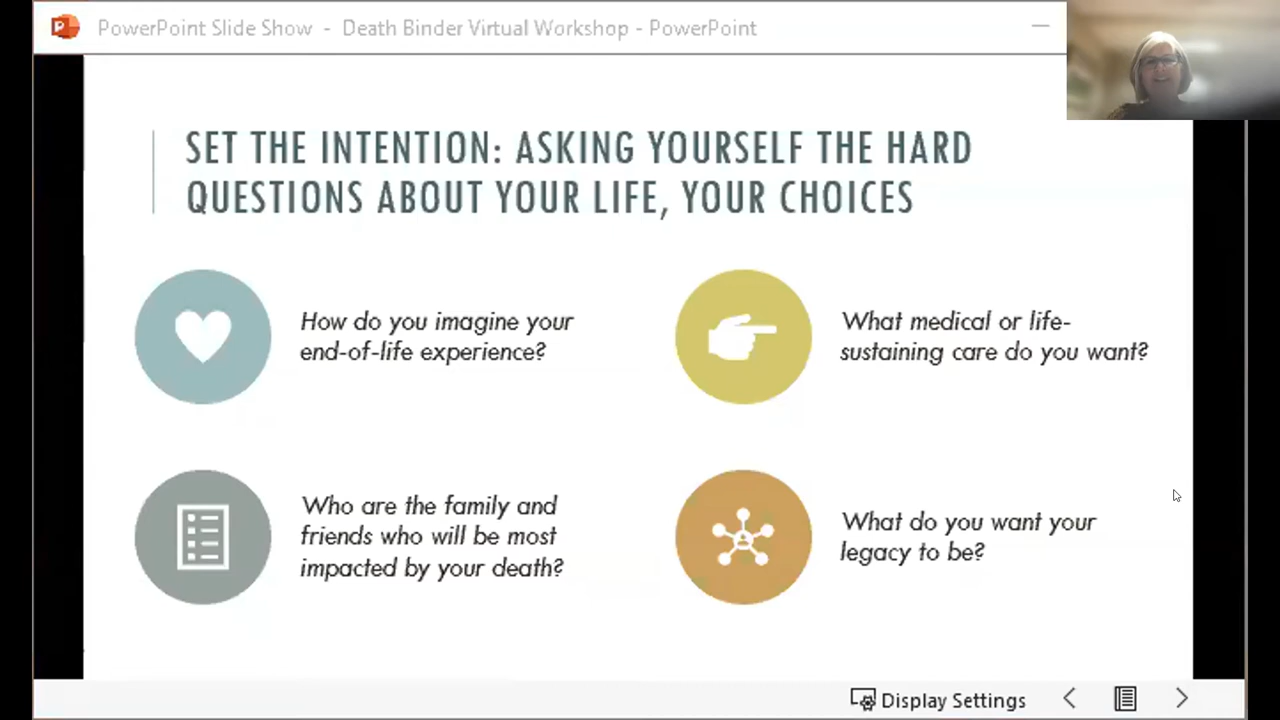 PowerPoint Slide Show - Death Binder Virtual Workshop - PowerPoint
SET THE INTENTION: ASKING YOURSELF THE HARD
QUESTIONS ABOUT YOUR LIFE, YOUR CHOICES
How do you imagine your
end-of-life experience?
What medical or life-
sustaining care do you want?
Who are the family and
friends who will be most
impacted by your death?
What do you want your
legacy to be?
Display Settings